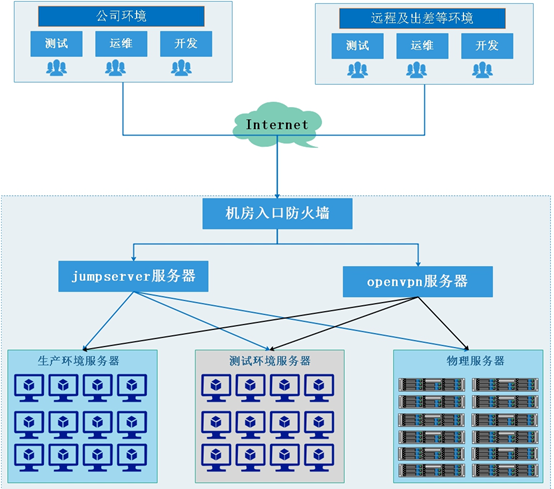 公司环境
测试
运维
开发
远程及出差等环境
测试
运维
开发
Internet
机房入口防火墙
jumpserver服务器
openvpn服务器
生产环境服务器
测试环境服务器
物理服务器